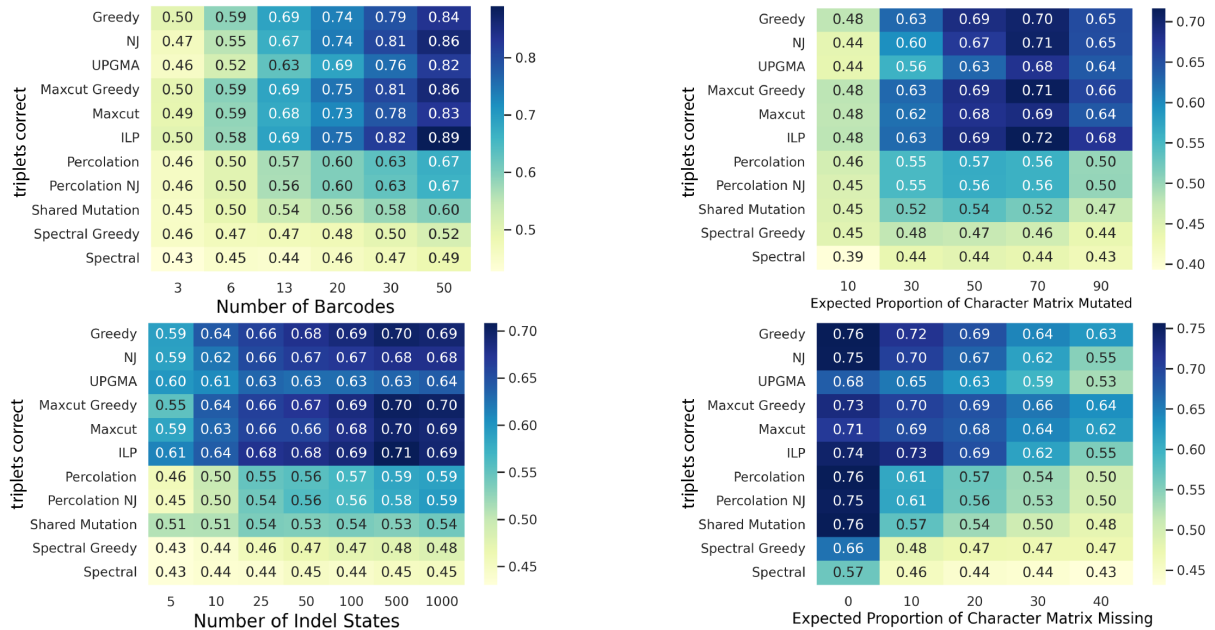 triplets correct
Greedy 0.50 0.59 0.69 0.74 0.79 0.84
NJ 0.47 0.55 0.67 0.74 0.81 0.86
UPGMA 0.46 0.52 0.63 0.69 0.76 0.82
Maxcut Greedy 0.50 0.59 0.69 0.75 0.81 0.86
Maxcut 0.49 0.59 0.68 0.73 0.78 0.83
ILP 0.50 0.58 0.69 0.75 0.82 0.89
Percolation 0.46 0.50 0.57 0.60 0.63 0.67
Percolation NJ 0.46 0.50 0.56 0.60 0.63 0.67
Shared Mutation 0.45 0.50 0.54 0.56 0.58 0.60
Spectral Greedy 0.46 0.47 0.47 0.48 0.50 0.52
Spectral 0.43 0.45 0.44 0.46 0.47 0.49
3 6 13 20 30 50
Number of Barcodes
0.8
0.7
0.6
0.5
triplets correct
Greedy 0.48 0.63 0.69 0.70 0.65
NJ 0.44 0.60 0.67 0.71 0.65
UPGMA 0.44 0.56 0.63 0.68 0.64
Maxcut Greedy 0.48 0.63 0.69 0.71 0.66
Maxcut 0.48 0.62 0.68 0.69 0.64
ILP 0.48 0.63 0.69 0.72 0.68
Percolation 0.46 0.55 0.57 0.56 0.50
Percolation NJ 0.45 0.55 0.56 0.56 0.50
Shared Mutation 0.45 0.52 0.54 0.52 0.47
Spectral Greedy 0.45 0.48 0.47 0.46 0.44
Spectral 0.39 0.44 0.44 0.44 0.43
10 30 50 70 90
Expected Proportion of Character Matrix Mutated
0.70
0.65
0.60
0.55
0.50
0.45
0.40
triplets correct
Greedy 0.59 0.64 0.66 0.68 0.69 0.70 0.69
NJ 0.59 0.62 0.66 0.67 0.67 0.68 0.68
UPGMA 0.60 0.61 0.63 0.63 0.63 0.63 0.64
Maxcut Greedy 0.55 0.64 0.66 0.67 0.69 0.70 0.70
Maxcut 0.59 0.63 0.66 0.66 0.68 0.70 0.69
ILP 0.61 0.64 0.68 0.68 0.69 0.71 0.69
Percolation 0.46 0.50 0.55 0.56 0.57 0.59 0.59
Percolation NJ 0.45 0.50 0.54 0.56 0.56 0.58 0.59
Shared Mutation 0.51 0.51 0.54 0.53 0.54 0.53 0.54
Spectral Greedy 0.43 0.44 0.46 0.47 0.47 0.48 0.48
Spectral 0.43 0.44 0.44 0.45 0.44 0.45 0.45
5 10 25 50 100 500 1000
Number of Indel States
0.70
0.65
0.60
0.55
0.50
0.45
triplets correct
Greedy 0.76 0.72 0.69 0.64 0.63
NJ 0.75 0.70 0.67 0.62 0.55
UPGMA 0.68 0.65 0.63 0.59 0.53
Maxcut Greedy 0.73 0.70 0.69 0.66 0.64
Maxcut 0.71 0.69 0.68 0.64 0.62
ILP 0.74 0.73 0.69 0.62 0.55
Percolation 0.76 0.61 0.57 0.54 0.50
Percolation NJ 0.75 0.61 0.56 0.53 0.50
Shared Mutation 0.76 0.57 0.54 0.50 0.48
Spectral Greedy 0.66 0.48 0.47 0.47 0.47
Spectral 0.57 0.46 0.44 0.44 0.43
0 10 20 30 40
Expected Proportion of Character Matrix Missing
0.75
0.70
0.65
0.60
0.55
0.50
0.45